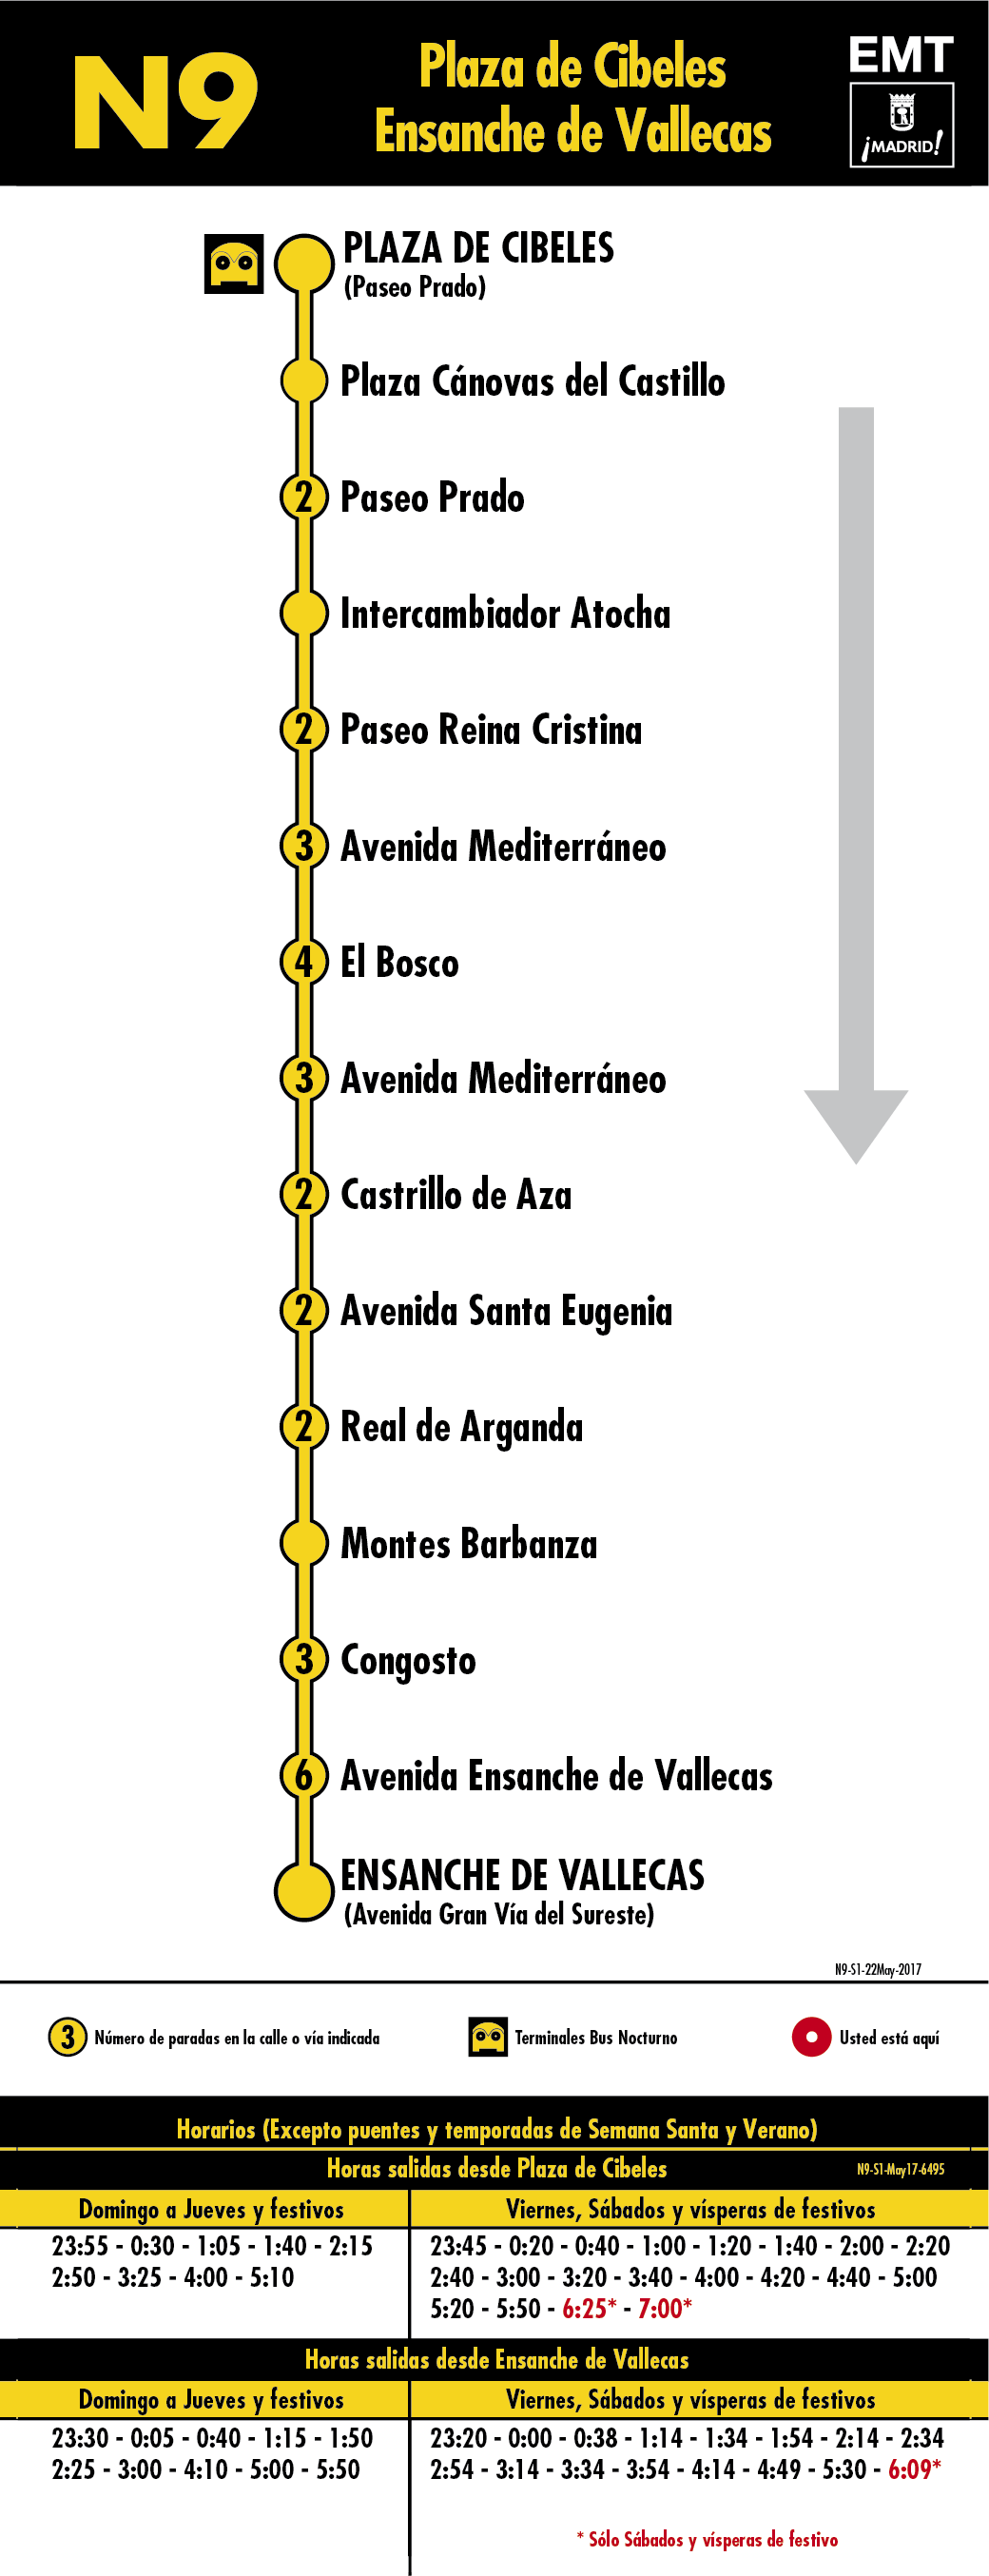 N9
Plaza de Cibeles
Ensanche de Vallecas
EMT
¡MADRID!
PLAZA DE CIBELES
(Paseo Prado)
Plaza Cánovas del Castillo
2 Paseo Prado
Intercambiador Atocha
2 Paseo Reina Cristina
3 Avenida Mediterráneo
4 El Bosco
3 Avenida Mediterráneo
2 Castrillo de Aza
2 Avenida Santa Eugenia
2 Real de Arganda
Montes Barbanza
3 Congosto
6 Avenida Ensanche de Vallecas
ENSANCHE DE VALLECAS
(Avenida Gran Vía del Sureste)
N9-S1-22May-2017
3 Número de paradas en la calle o vía indicada
Terminales Bus Nocturno
Usted está aquí
Horarios (Excepto puentes y temporadas de Semana Santa y Verano)
Horas salidas desde Plaza de Cibeles
N9-S1-May17-6495
Domingo a Jueves y festivos
23:55 - 0:30 - 1:05 - 1:40 - 2:15
2:50 - 3:25 - 4:00 - 5:10
Viernes, Sábados y vísperas de festivos
23:45 - 0:20 - 0:40 - 1:00 - 1:20 - 1:40 - 2:00 - 2:20
2:40 - 3:00 - 3:20 - 3:40 - 4:00 - 4:20 - 4:40 - 5:00
5:20 - 5:50 - 6:25* - 7:00*
Horas salidas desde Ensanche de Vallecas
Domingo a Jueves y festivos
23:30 - 0:05 - 0:40 - 1:15 - 1:50
2:25 - 3:00 - 4:10 - 5:00 - 5:50
Viernes, Sábados y vísperas de festivos
23:20 - 0:00 - 0:38 - 1:14 - 1:34 - 1:54 - 2:14 - 2:34
2:54 - 3:14 - 3:34 - 3:54 - 4:14 - 4:49 - 5:30 - 6:09*
* Sólo Sábados y vísperas de festivo